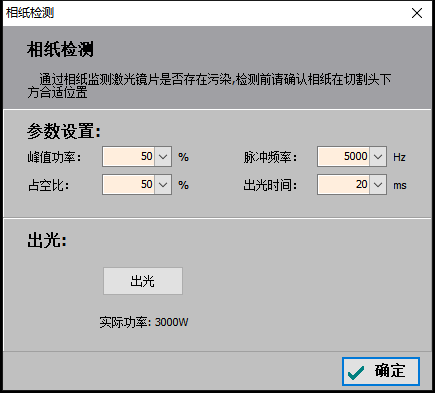 相纸检测
相纸检测
通过相纸监测激光镜片是否存在污染,检测前请确认相纸在切割头下
方合适位置
参数设置:
峰值功率: 50 % 脉冲频率: 5000 Hz
占空比: 50 % 出光时间: 20 ms
出光:
出光
实际功率: 3000W
确定